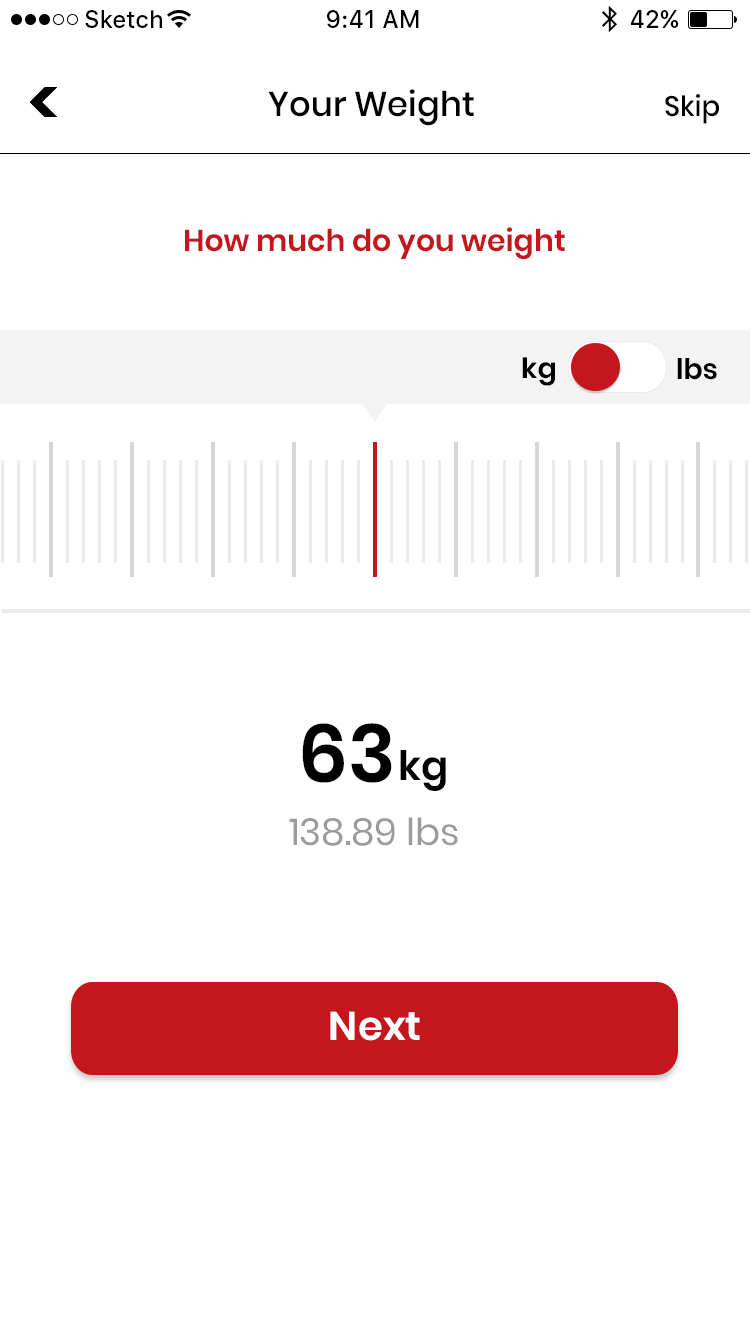 Sketch 9:41 AM 42%
Your Weight Skip
How much do you weight
kg lbs
63kg
138.89 lbs
Next